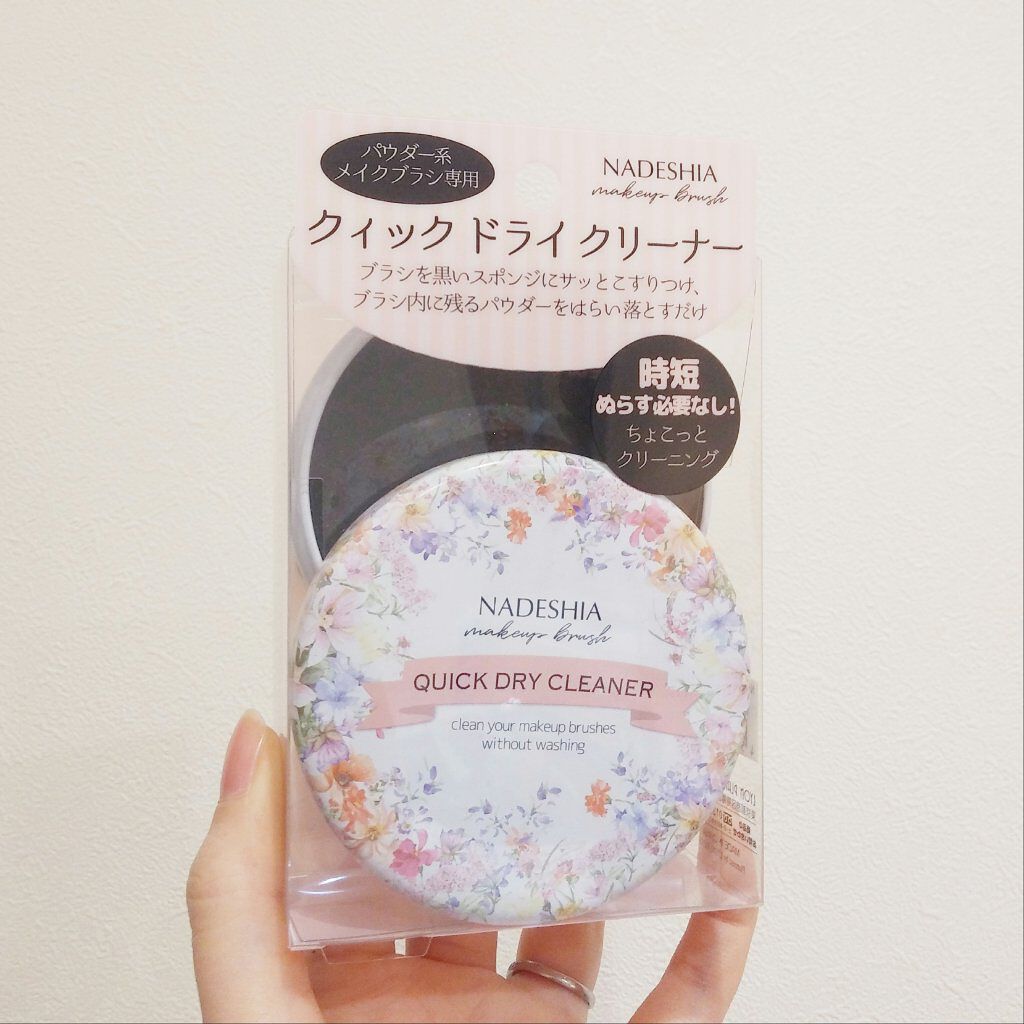 パウダー系
メイクブラシ専用
NADESHIA
makeup brush
クィック ドライ クリーナー
ブラシを黒いスポンジにサッとこすりつけ、
ブラシ内に残るパウダーをはらい落とすだけ
時短
ぬらす必要なし!
ちょこっと
クリーニング
NADESHIA
makeup brush
QUICK DRY CLEANER
clean your makeup brushes
without washing